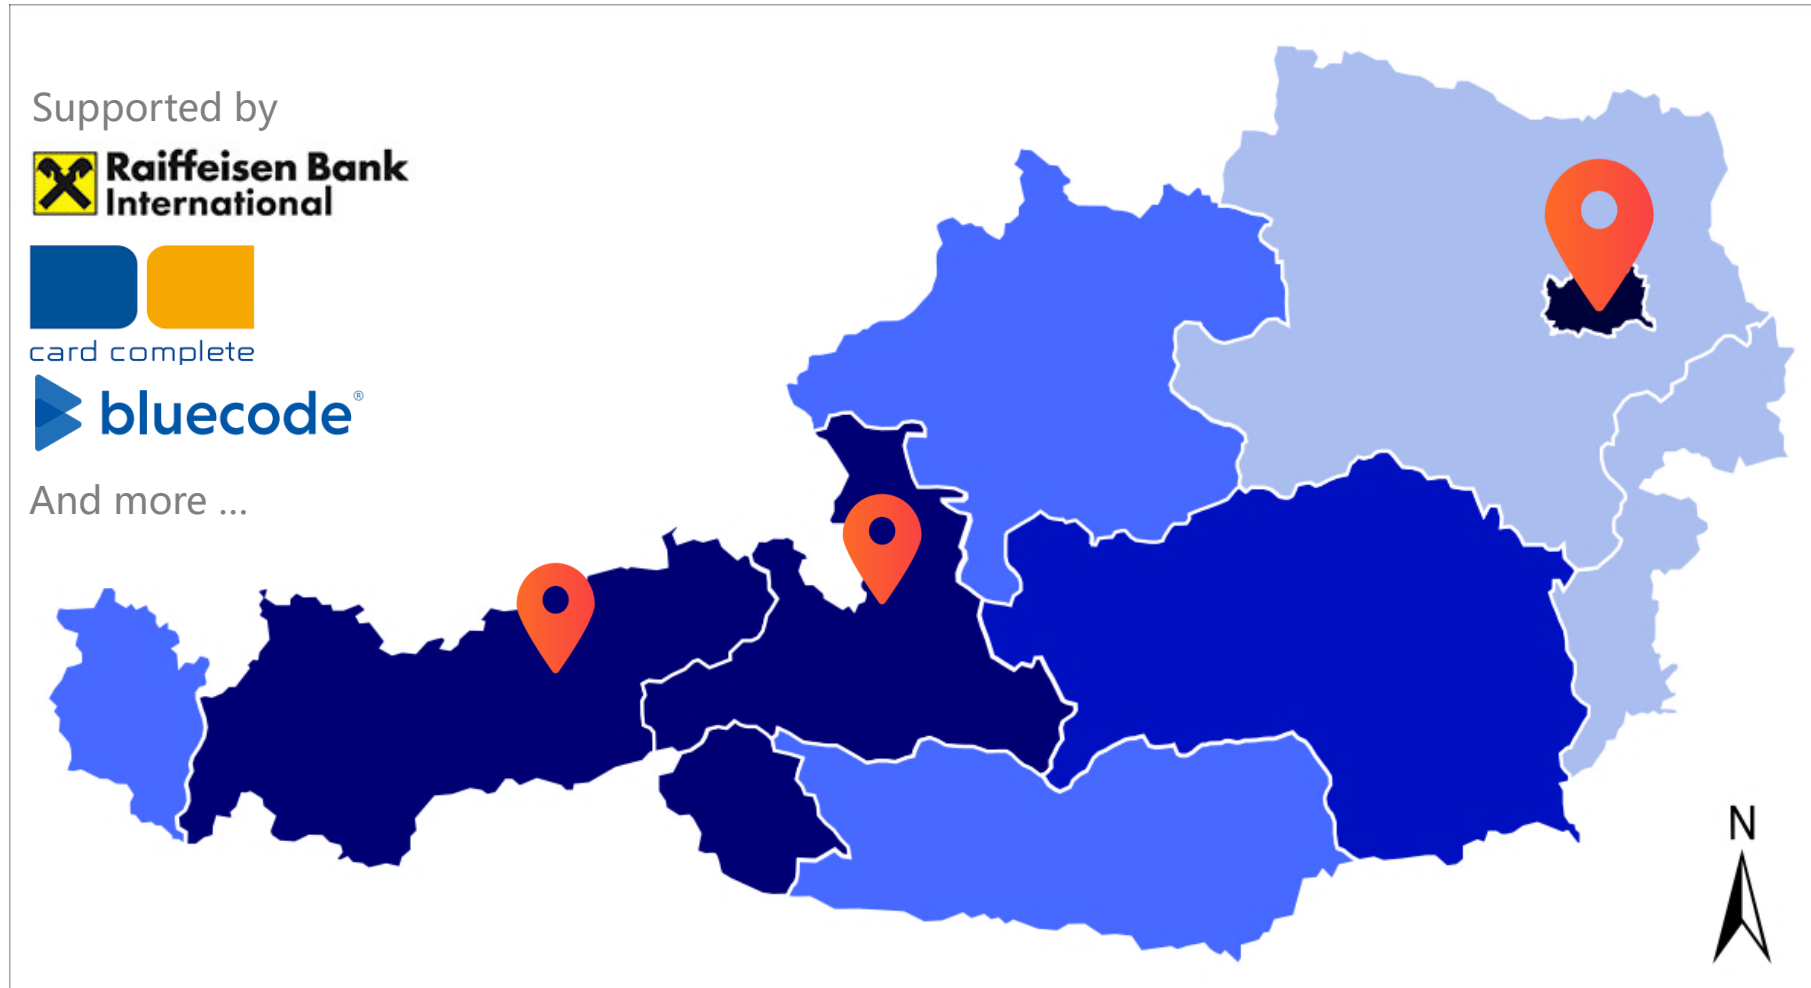 Supported by
Raiffeisen Bank
International
card complete
bluecode®
And more ...
N